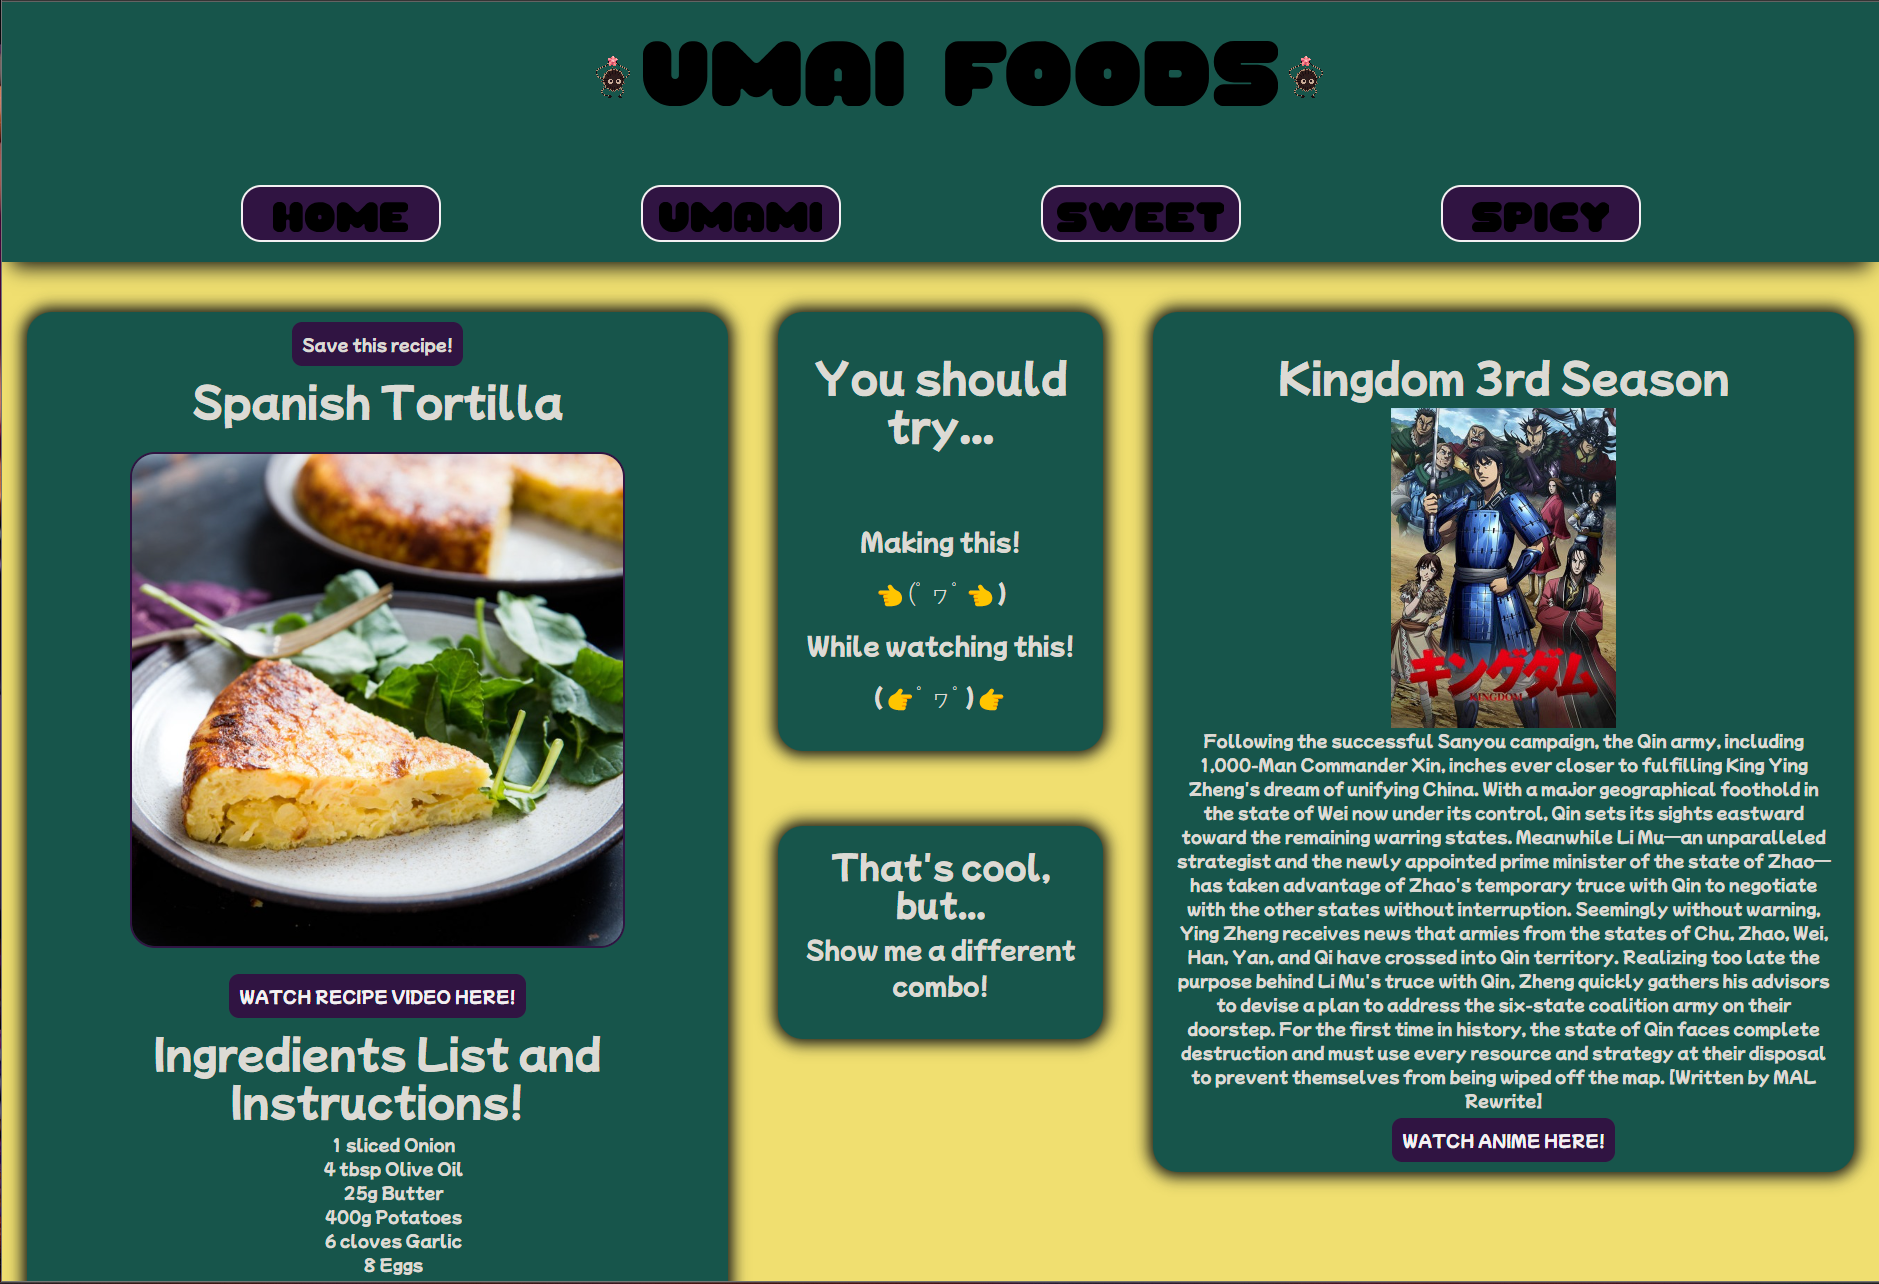 UMAI FOODS
HOME
UMAMI
SWEET
SPICY
Save this recipe!
Spanish Tortilla
WATCH RECIPE VIDEO HERE!
Ingredients List and
Instructions!
1 sliced Onion
4 tbsp Olive Oil
25g Butter
400g Potatoes
6 cloves Garlic
8 Eggs
You should
try...
Making this!
👈(ﾟヮﾟ👈)
While watching this!
(👉ﾟヮﾟ)👉
That's cool,
but...
Show me a different
combo!
Kingdom 3rd Season
キングダム
KINGDOM
Following the successful Sanyou campaign, the Qin army, including
1,000-Man Commander Xin, inches ever closer to fulfilling King Ying
Zheng's dream of unifying China. With a major geographical foothold in
the state of Wei now under its control, Qin sets its sights eastward
toward the remaining warring states. Meanwhile Li Mu—an unparalleled
strategist and the newly appointed prime minister of the state of Zhao—
has taken advantage of Zhao's temporary truce with Qin to negotiate
with the other states without interruption. Seemingly without warning,
Ying Zheng receives news that armies from the states of Chu, Zhao, Wei,
Han, Yan, and Qi have crossed into Qin territory. Realizing too late the
purpose behind Li Mu's truce with Qin, Zheng quickly gathers his advisors
to devise a plan to address the six-state coalition army on their
doorstep. For the first time in history, the state of Qin faces complete
destruction and must use every resource and strategy at their disposal
to prevent themselves from being wiped off the map. [Written by MAL
Rewrite]
WATCH ANIME HERE!